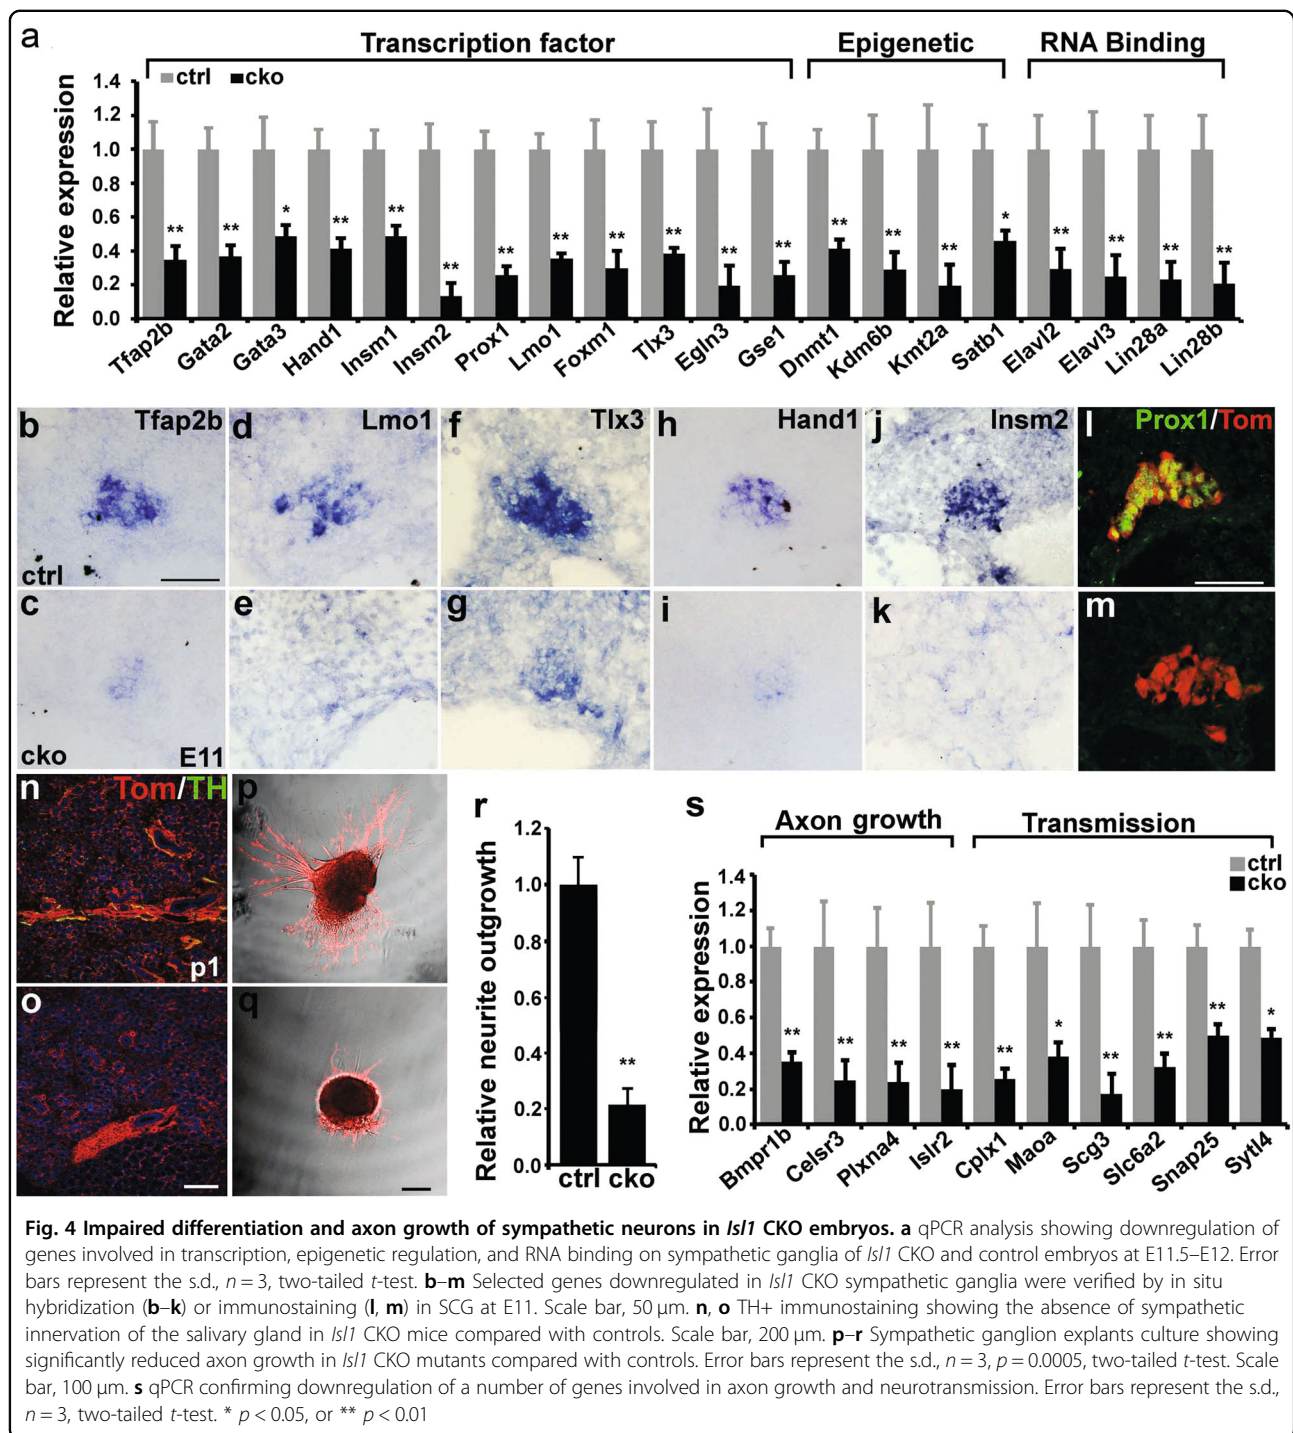 a
Transcription factor
Epigenetic
RNA Binding
ctrl cko
Relative expression
1.4
1.2
1.0
0.8
0.6
0.4
0.2
0.0
** ** * ** ** ** ** ** ** ** ** ** ** ** ** * ** ** ** **
Tfap2b Gata2 Gata3 Hand1 Insm1 Insm2 Prox1 Lmo1 Foxm1 Tlx3 Egln3 Gse1 Dnmt1 Kdm6b Kmt2a Satb1 Elavl2 Elavl3 Lin28a Lin28b
b Tfap2b d Lmo1 f Tlx3 h Hand1 j Insm2 l Prox1/Tom
ctrl
c e g i k m
cko E11
n Tom/TH p
p1
o q
r
Relative neurite outgrowth
1.2
1.0
0.8
0.6
0.4
0.2
0.0
**
ctrl cko
s
Axon growth
Transmission
ctrl
cko
Relative expression
1.4
1.2
1.0
0.8
0.6
0.4
0.2
0.0
** ** ** ** ** * ** ** ** *
Bmpr1b Celsr3 Plxna4 Islr2 Cplx1 Maoa Scg3 Slc6a2 Snap25 Sytl4
Fig. 4 Impaired differentiation and axon growth of sympathetic neurons in Isl1 CKO embryos. a qPCR analysis showing downregulation of
genes involved in transcription, epigenetic regulation, and RNA binding on sympathetic ganglia of Isl1 CKO and control embryos at E11.5–E12. Error
bars represent the s.d., n = 3, two-tailed t-test. b–m Selected genes downregulated in Isl1 CKO sympathetic ganglia were verified by in situ
hybridization (b–k) or immunostaining (l, m) in SCG at E11. Scale bar, 50 μm. n, o TH+ immunostaining showing the absence of sympathetic
innervation of the salivary gland in Isl1 CKO mice compared with controls. Scale bar, 200 μm. p–r Sympathetic ganglion explants culture showing
significantly reduced axon growth in Isl1 CKO mutants compared with controls. Error bars represent the s.d., n = 3, p = 0.0005, two-tailed t-test. Scale
bar, 100 μm. s qPCR confirming downregulation of a number of genes involved in axon growth and neurotransmission. Error bars represent the s.d.,
n = 3, two-tailed t-test. * p < 0.05, or ** p < 0.01